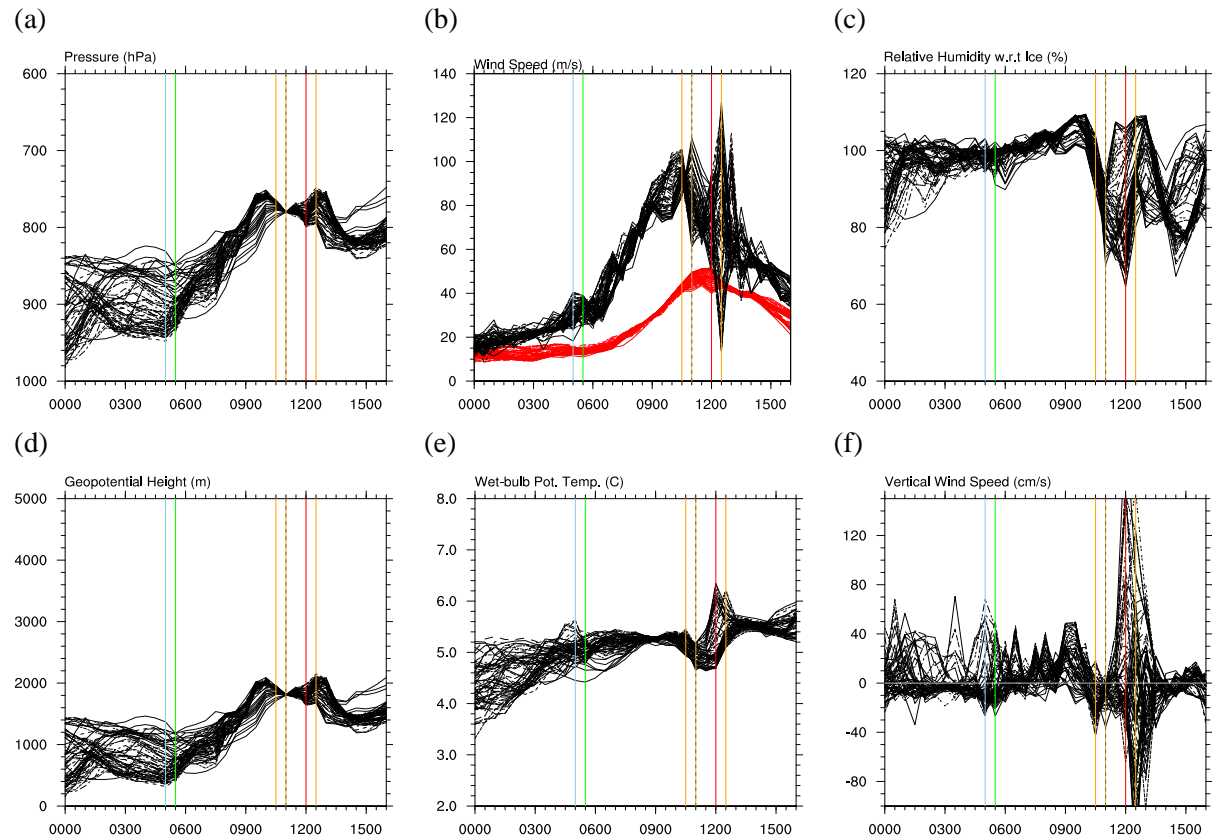 (a) (b) (c)
Pressure (hPa) Wind Speed (m/s) Relative Humidity w.r.t Ice (%)
600 140 120
120
700 100 100
80
800 80
60
900 40 60
20
1000 0 40
0000 0300 0600 0900 1200 1500 0000 0300 0600 0900 1200 1500 0000 0300 0600 0900 1200 1500
(d) (e) (f)
Geopotential Height (m) Wet-bulb Pot. Temp. (C) Vertical Wind Speed (cm/s)
5000 8.0
120
4000 7.0
80
6.0
3000 40
5.0
2000 0
4.0
-40
1000 3.0
-80
0 2.0
0000 0300 0600 0900 1200 1500 0000 0300 0600 0900 1200 1500 0000 0300 0600 0900 1200 1500